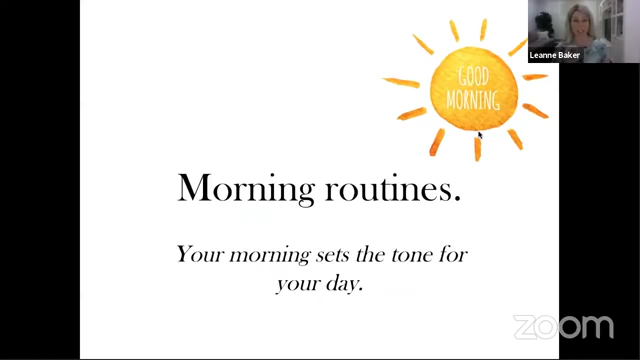 GOOD
MORNING
Leanne Baker
Morning routines.
Your morning sets the tone for
your day.
zoom